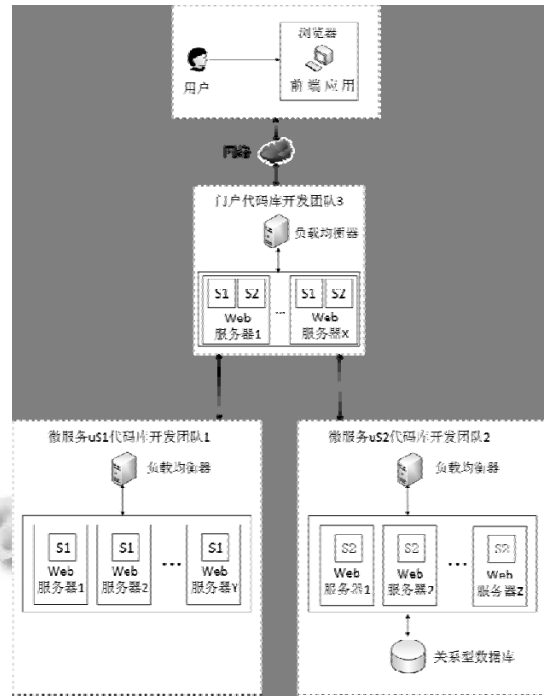 浏览器
用户
前端应用
网络
门户代码库开发团队3
负载均衡器
S1 S2 S1 S2
Web ... Web
服务器1 服务器X
微服务uS1代码库开发团队1
负载均衡器
S1 S1 S1
Web Web ... Web
服务器1 服务器2 服务器Y
微服务uS2代码库开发团队2
负载均衡器
S2 S2 S2
Web Web ... Web
服务器1 服务器2 服务器Z
关系型数据库